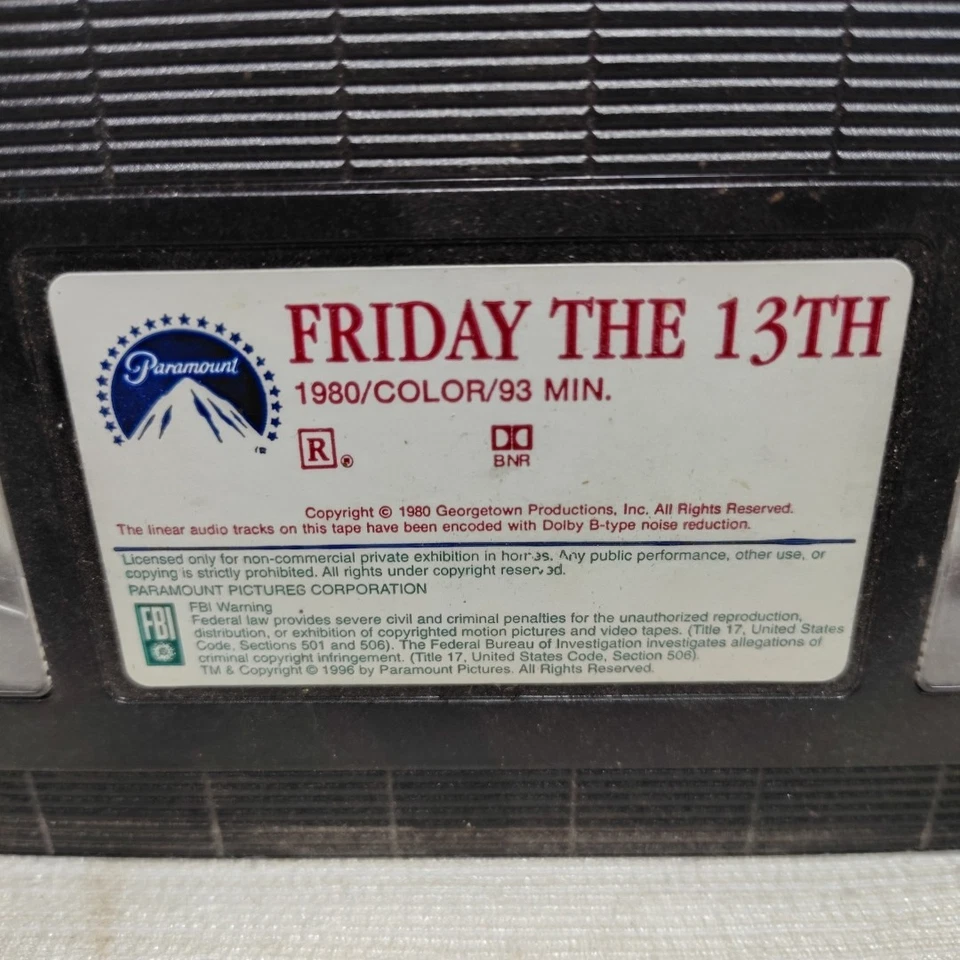 Paramount
FRIDAY THE 13TH
1980/COLOR/93 MIN.
R ®
BNR
Copyright © 1980 Georgetown Productions, Inc. All Rights Reserved.
The linear audio tracks on this tape have been encoded with Dolby B-type noise reduction.
Licensed only for non-commercial private exhibition in homes. Any public performance, other use, or
copying is strictly prohibited. All rights under copyright reserved.
PARAMOUNT PICTURES CORPORATION
FBI
FBI Warning
Federal law provides severe civil and criminal penalties for the unauthorized reproduction,
distribution, or exhibition of copyrighted motion pictures and video tapes. (Title 17, United States
Code, Sections 501 and 506). The Federal Bureau of Investigation investigates allegations of
criminal copyright infringement. (Title 17, United States Code, Section 506).
TM & Copyright © 1996 by Paramount Pictures. All Rights Reserved.